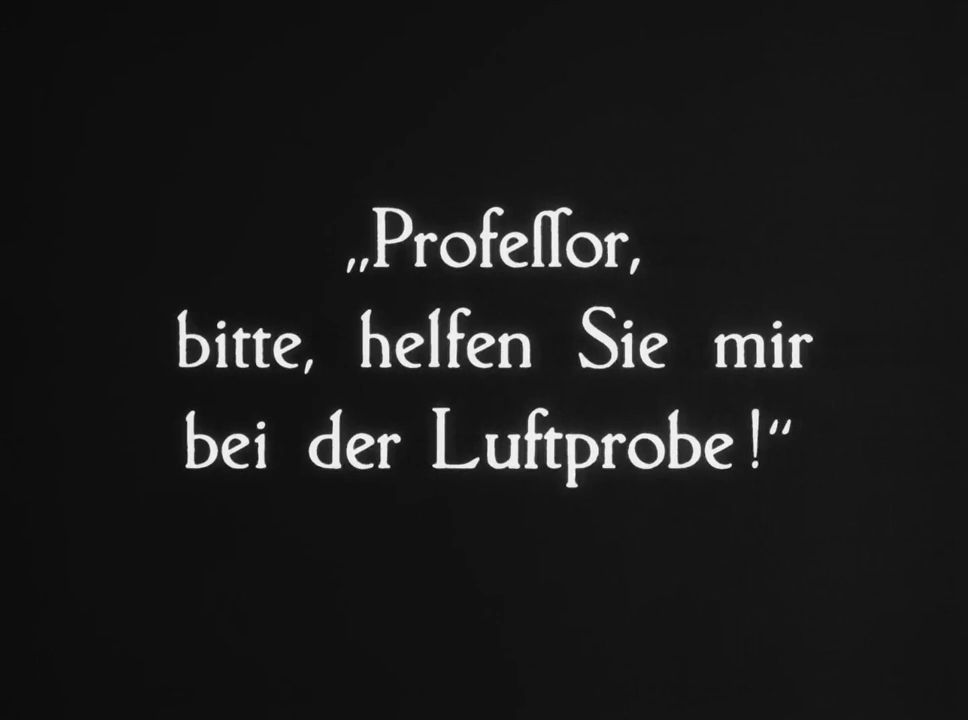 „Profeſſor,
bitte, helfen Sie mir
bei der Luftprobe!“